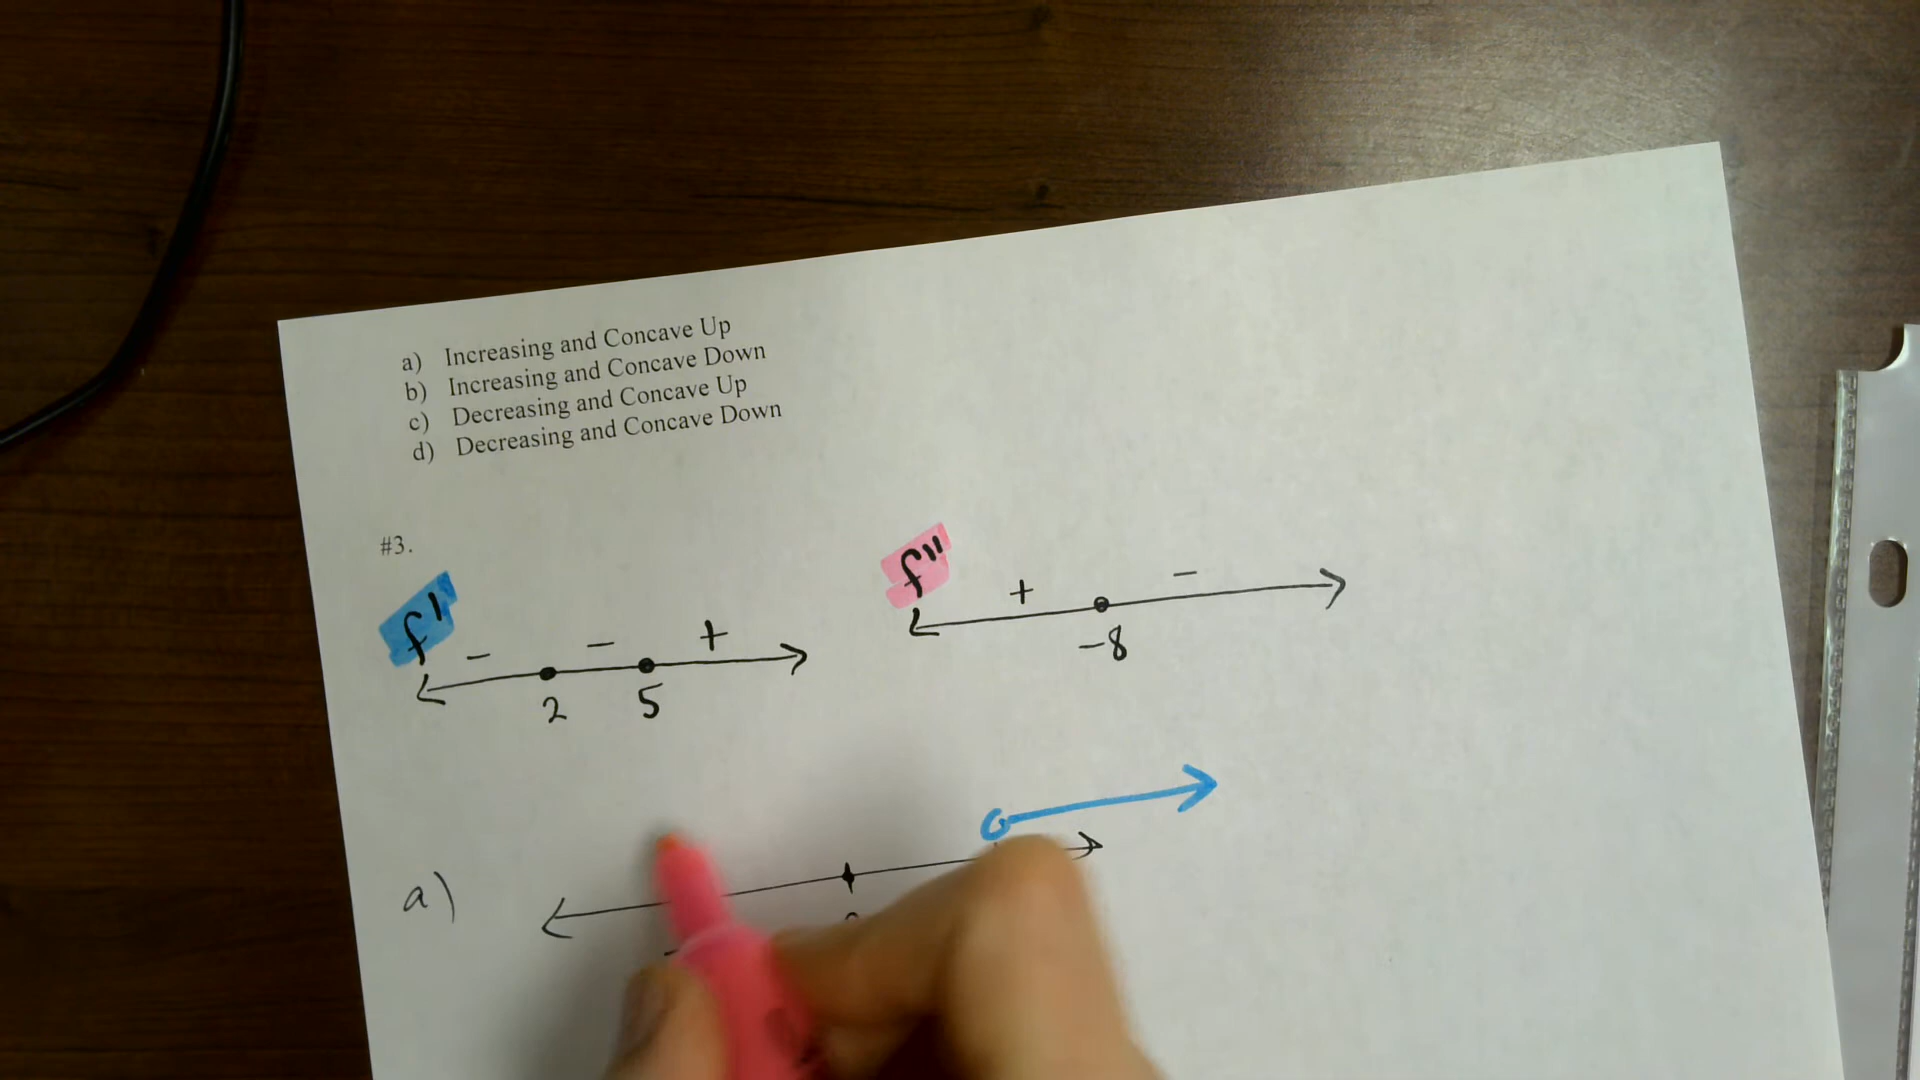 a) Increasing and Concave Up
b) Increasing and Concave Down
c) Decreasing and Concave Up
d) Decreasing and Concave Down
#3.
f' - - +
2 5
f" + -
-8
a)